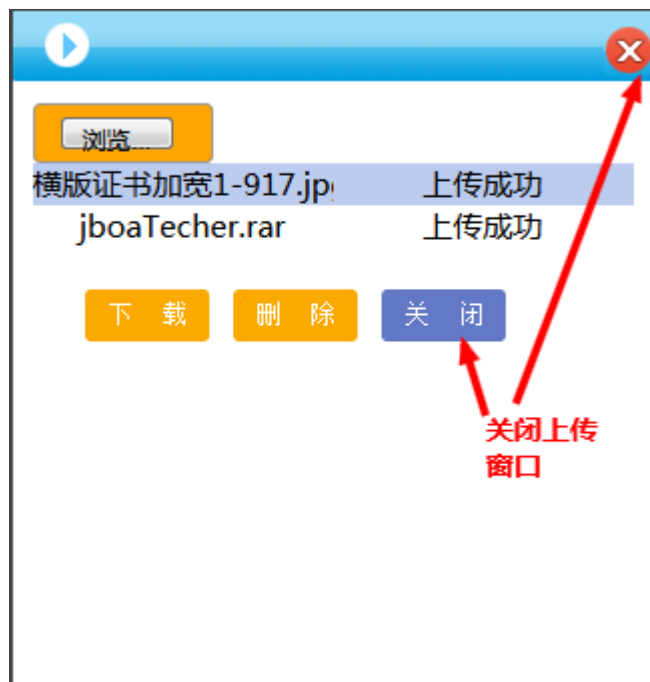 浏览...
横版证书加宽1-917.jp
上传成功
jboaTecher.rar
上传成功
下 载
删 除
关 闭
关闭上传
窗口